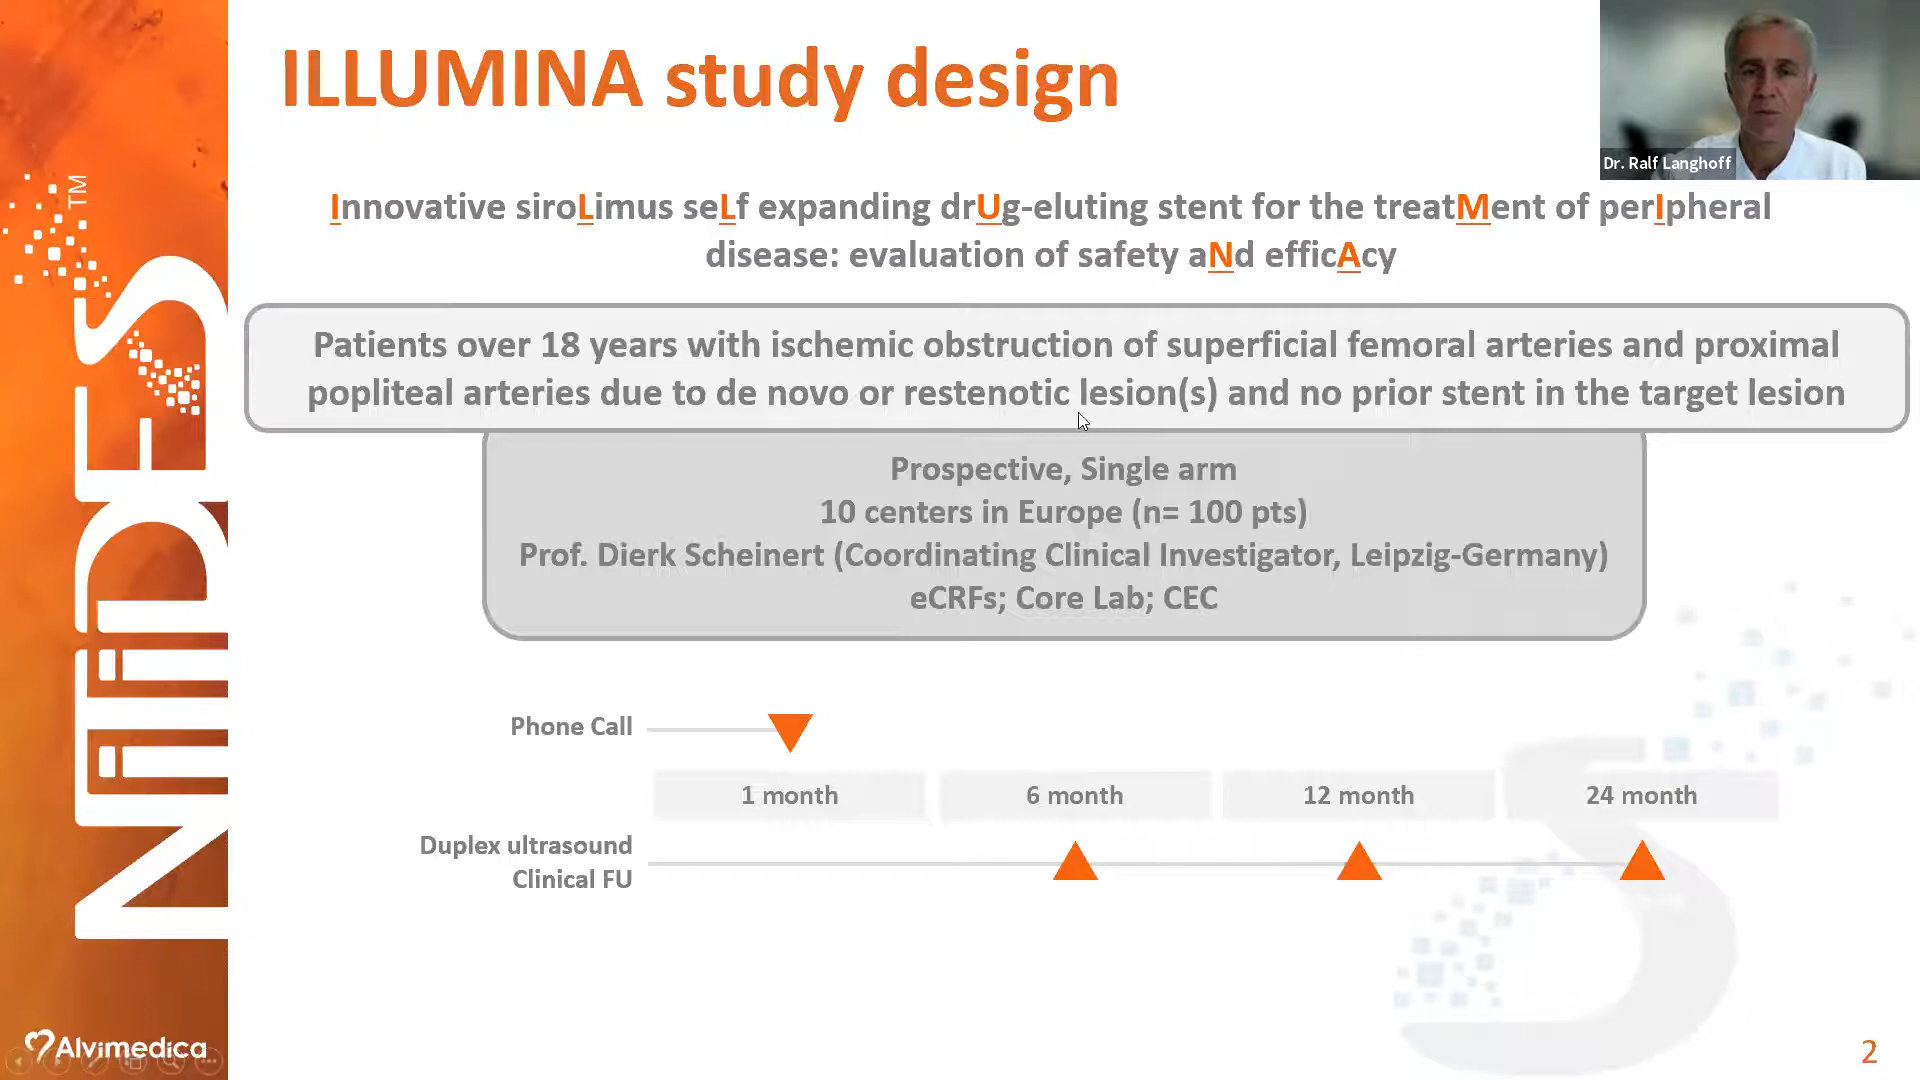 ILLUMINA study design
Dr. Ralf Langhoff
Innovative siroLimus seLf expanding drUg-eluting stent for the treatMent of perIpheral
disease: evaluation of safety aNd efficAcy
Patients over 18 years with ischemic obstruction of superficial femoral arteries and proximal
popliteal arteries due to de novo or restenotic lesion(s) and no prior stent in the target lesion
Prospective, Single arm
10 centers in Europe (n= 100 pts)
Prof. Dierk Scheinert (Coordinating Clinical Investigator, Leipzig-Germany)
eCRFs; Core Lab; CEC
Phone Call
1 month
6 month
12 month
24 month
Duplex ultrasound
Clinical FU
NiTiDES™
Alvimedica
2